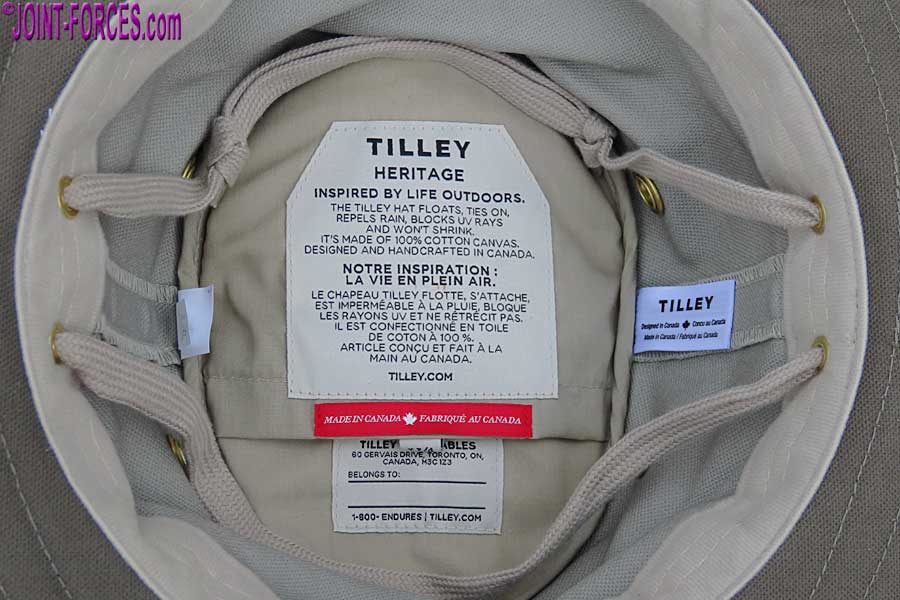 ©JOINT-FORCES.com
TILLEY
HERITAGE
INSPIRED BY LIFE OUTDOORS.
THE TILLEY HAT FLOATS, TIES ON,
REPELS RAIN, BLOCKS UV RAYS
AND WON'T SHRINK.
IT'S MADE OF 100% COTTON CANVAS.
DESIGNED AND HANDCRAFTED IN CANADA.
NOTRE INSPIRATION :
LA VIE EN PLEIN AIR.
LE CHAPEAU TILLEY FLOTTE, S'ATTACHE,
EST IMPERMÉABLE À LA PLUIE, BLOQUE
LES RAYONS UV ET NE RÉTRECIT PAS.
IL EST CONFECTIONNÉ EN TOILE
DE COTON À 100 %.
ARTICLE CONÇU ET FAIT À LA
MAIN AU CANADA.
TILLEY.COM
MADE IN CANADA FABRIQUÉ AU CANADA
TILLEY ABLES
60 GERVAIS DRIVE, TORONTO, ON,
CANADA, M3C 1Z3
BELONGS TO:
1-800- ENDURES | TILLEY.COM
TILLEY
Designed in Canada Conçu au Canada
Made in Canada / Fabriqué au Canada